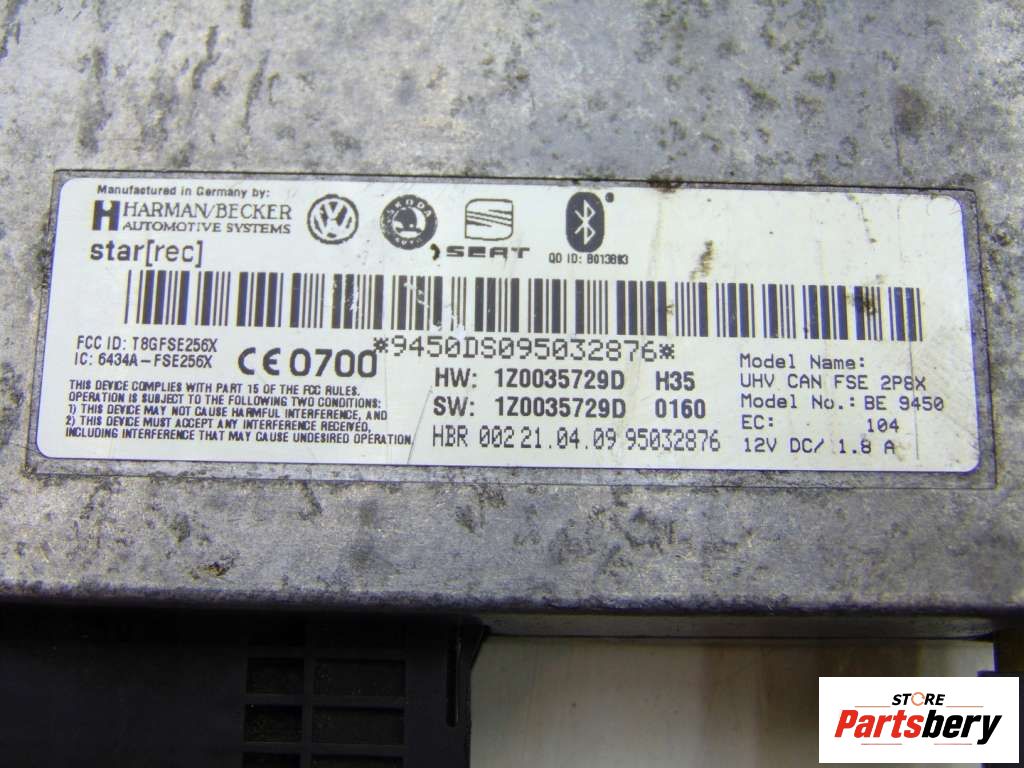 Manufactured in Germany by:
HARMAN/BECKER
AUTOMOTIVE SYSTEMS
star[rec]
SKODA
AUTO
SEAT
QD ID: B013883
FCC ID: T8GFSE256X
IC: 6434A-FSE256X
CE 0700
*9450DS095032876*
HW: 1Z0035729D H35
SW: 1Z0035729D 0160
HBR 002 21.04.09 95032876
THIS DEVICE COMPLIES WITH PART 15 OF THE FCC RULES.
OPERATION IS SUBJECT TO THE FOLLOWING TWO CONDITIONS:
1) THIS DEVICE MAY NOT CAUSE HARMFUL INTERFERENCE, AND
2) THIS DEVICE MUST ACCEPT ANY INTERFERENCE RECEIVED,
INCLUDING INTERFERENCE THAT MAY CAUSE UNDESIRED OPERATION.
Model Name:
UHV CAN FSE 2P8X
Model No.: BE 9450
EC: 104
12V DC/ 1.8 A
STORE
Partsbery